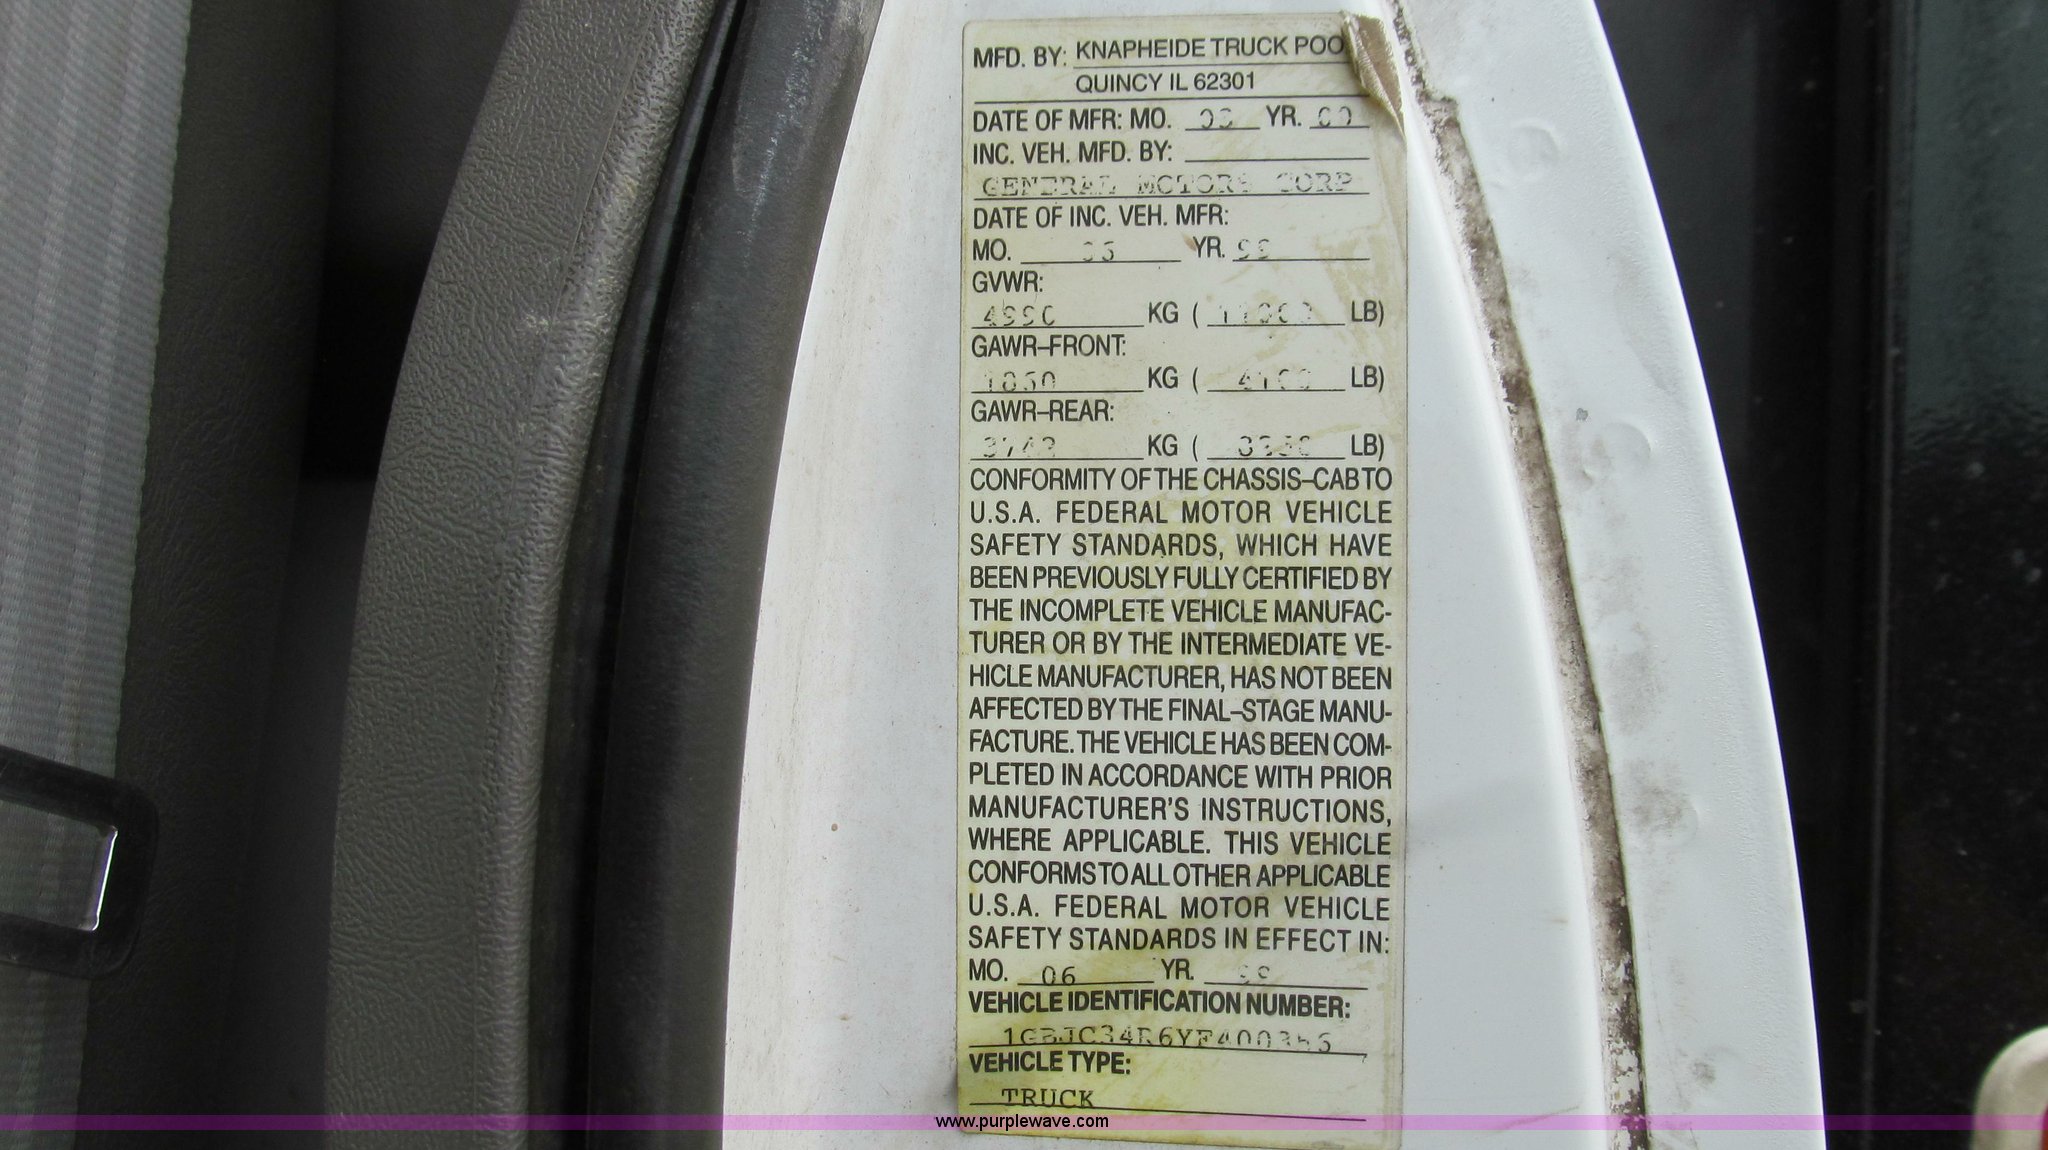 MFD. BY: KNAPHEIDE TRUCK
QUINCY IL 62301
DATE OF MFR: MO. YR.
INC. VEH. MFD. BY:
GENERAL MOTORS CORP
DATE OF INC. VEH. MFR:
MO. YR. 99
GVWR:
4990 KG ( 11000 LB)
GAWR-FRONT:
1860 KG ( 4100 LB)
GAWR-REAR:
KG ( LB)
CONFORMITY OF THE CHASSIS-CAB TO
U.S.A. FEDERAL MOTOR VEHICLE
SAFETY STANDARDS, WHICH HAVE
BEEN PREVIOUSLY FULLY CERTIFIED BY
THE INCOMPLETE VEHICLE MANUFAC-
TURER OR BY THE INTERMEDIATE VE-
HICLE MANUFACTURER, HAS NOT BEEN
AFFECTED BY THE FINAL-STAGE MANU-
FACTURE. THE VEHICLE HAS BEEN COM-
PLETED IN ACCORDANCE WITH PRIOR
MANUFACTURER'S INSTRUCTIONS,
WHERE APPLICABLE. THIS VEHICLE
CONFORMS TO ALL OTHER APPLICABLE
U.S.A. FEDERAL MOTOR VEHICLE
SAFETY STANDARDS IN EFFECT IN:
MO. 06 YR. 99
VEHICLE IDENTIFICATION NUMBER:
VEHICLE TYPE:
TRUCK
www.purplewave.com